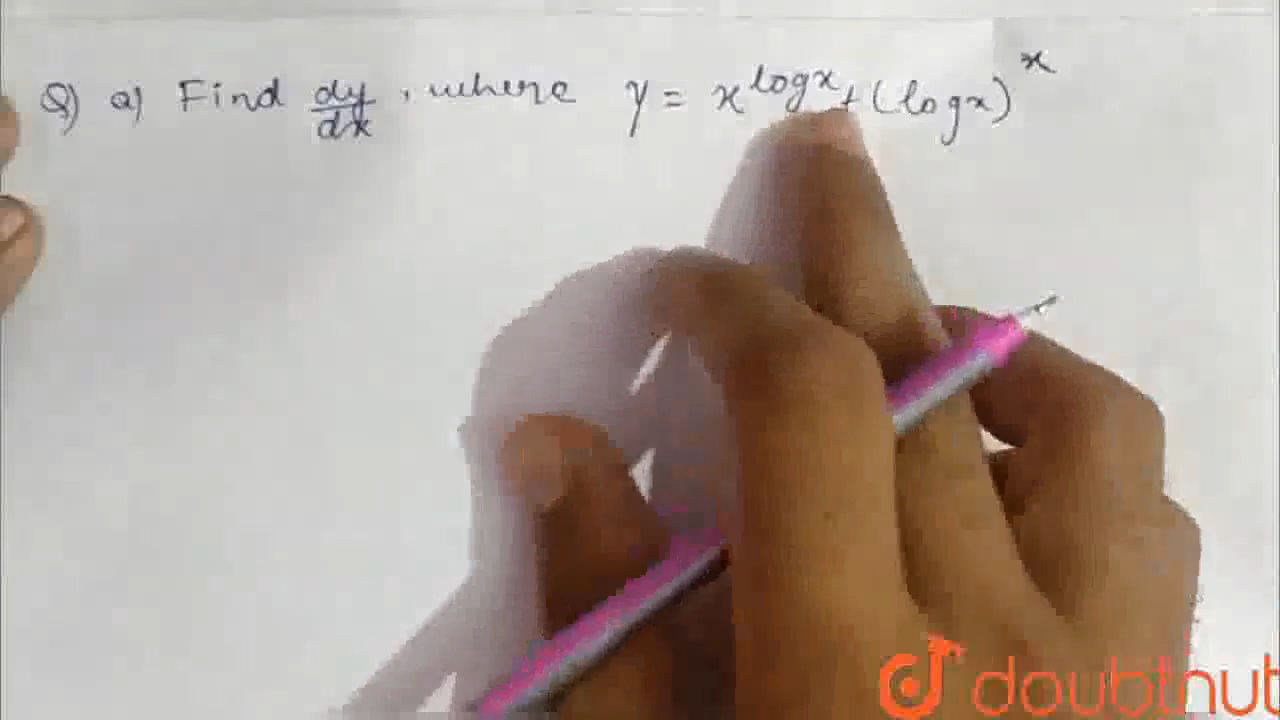 Q) a) Find dy/dx, where y = x^logx + (logx)^x
doubtnut